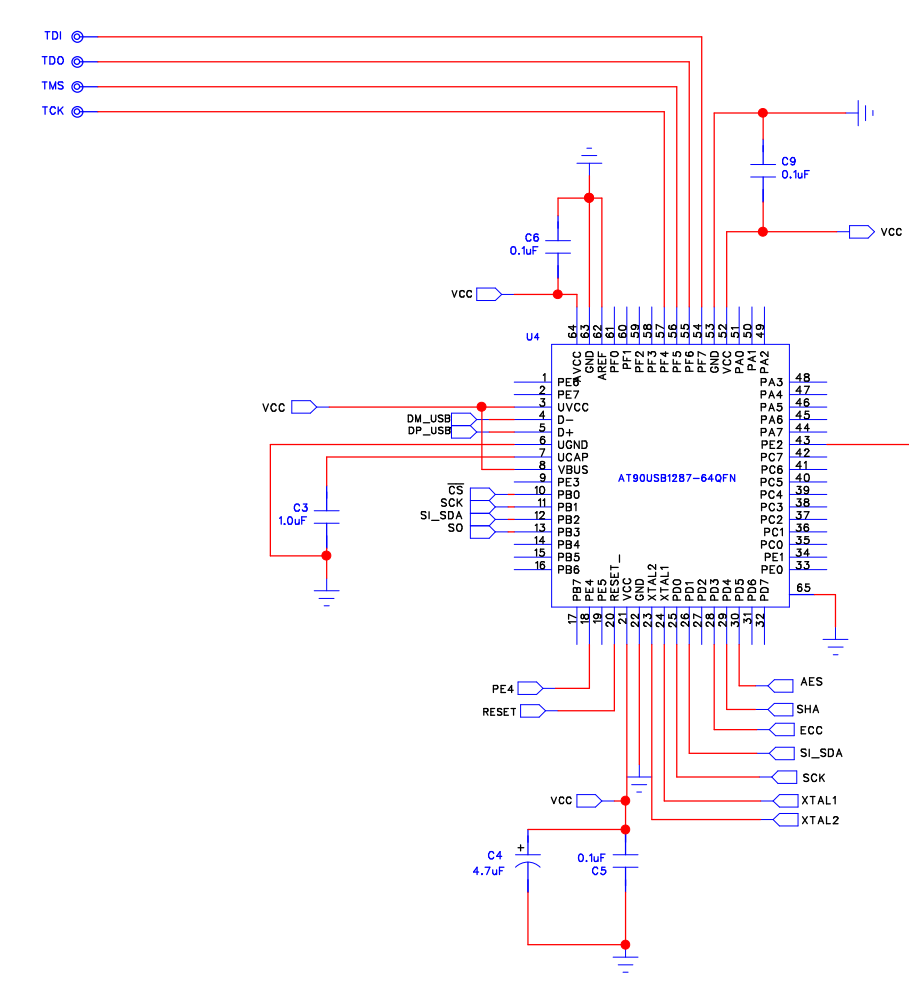 TDI
TDO
TMS
TCK
C9
0.1uF
VCC
C6
0.1uF
VCC
U4
64 63 62 61 60 59 58 57 56 55 54 53 52 51 50 49
AVCC GND AREF PF0 PF1 PF2 PF3 PF4 PF5 PF6 PF7 GND VCC PA0 PA1 PA2
1 PE6
2 PE7
VCC 3 UVCC
DM_USB 4 D-
DP_USB 5 D+
6 UGND
7 UCAP
8 VBUS
9 PE3
CS 10 PB0
SCK 11 PB1
SI_SDA 12 PB2
SO 13 PB3
14 PB4
15 PB5
16 PB6
C3
1.0uF
AT90USB1287-64QFN
PA3 48
PA4 47
PA5 46
PA6 45
PA7 44
PE2 43
PC7 42
PC6 41
PC5 40
PC4 39
PC3 38
PC2 37
PC1 36
PC0 35
PE1 34
PE0 33
65
PB7 PE4 PE5 RESET_ VCC GND XTAL2 XTAL1 PD0 PD1 PD2 PD3 PD4 PD5 PD6 PD7
17 18 19 20 21 22 23 24 25 26 27 28 29 30 31 32
PE4
RESET
AES
SHA
ECC
SI_SDA
SCK
XTAL1
XTAL2
VCC
+
C4
4.7uF
0.1uF
C5